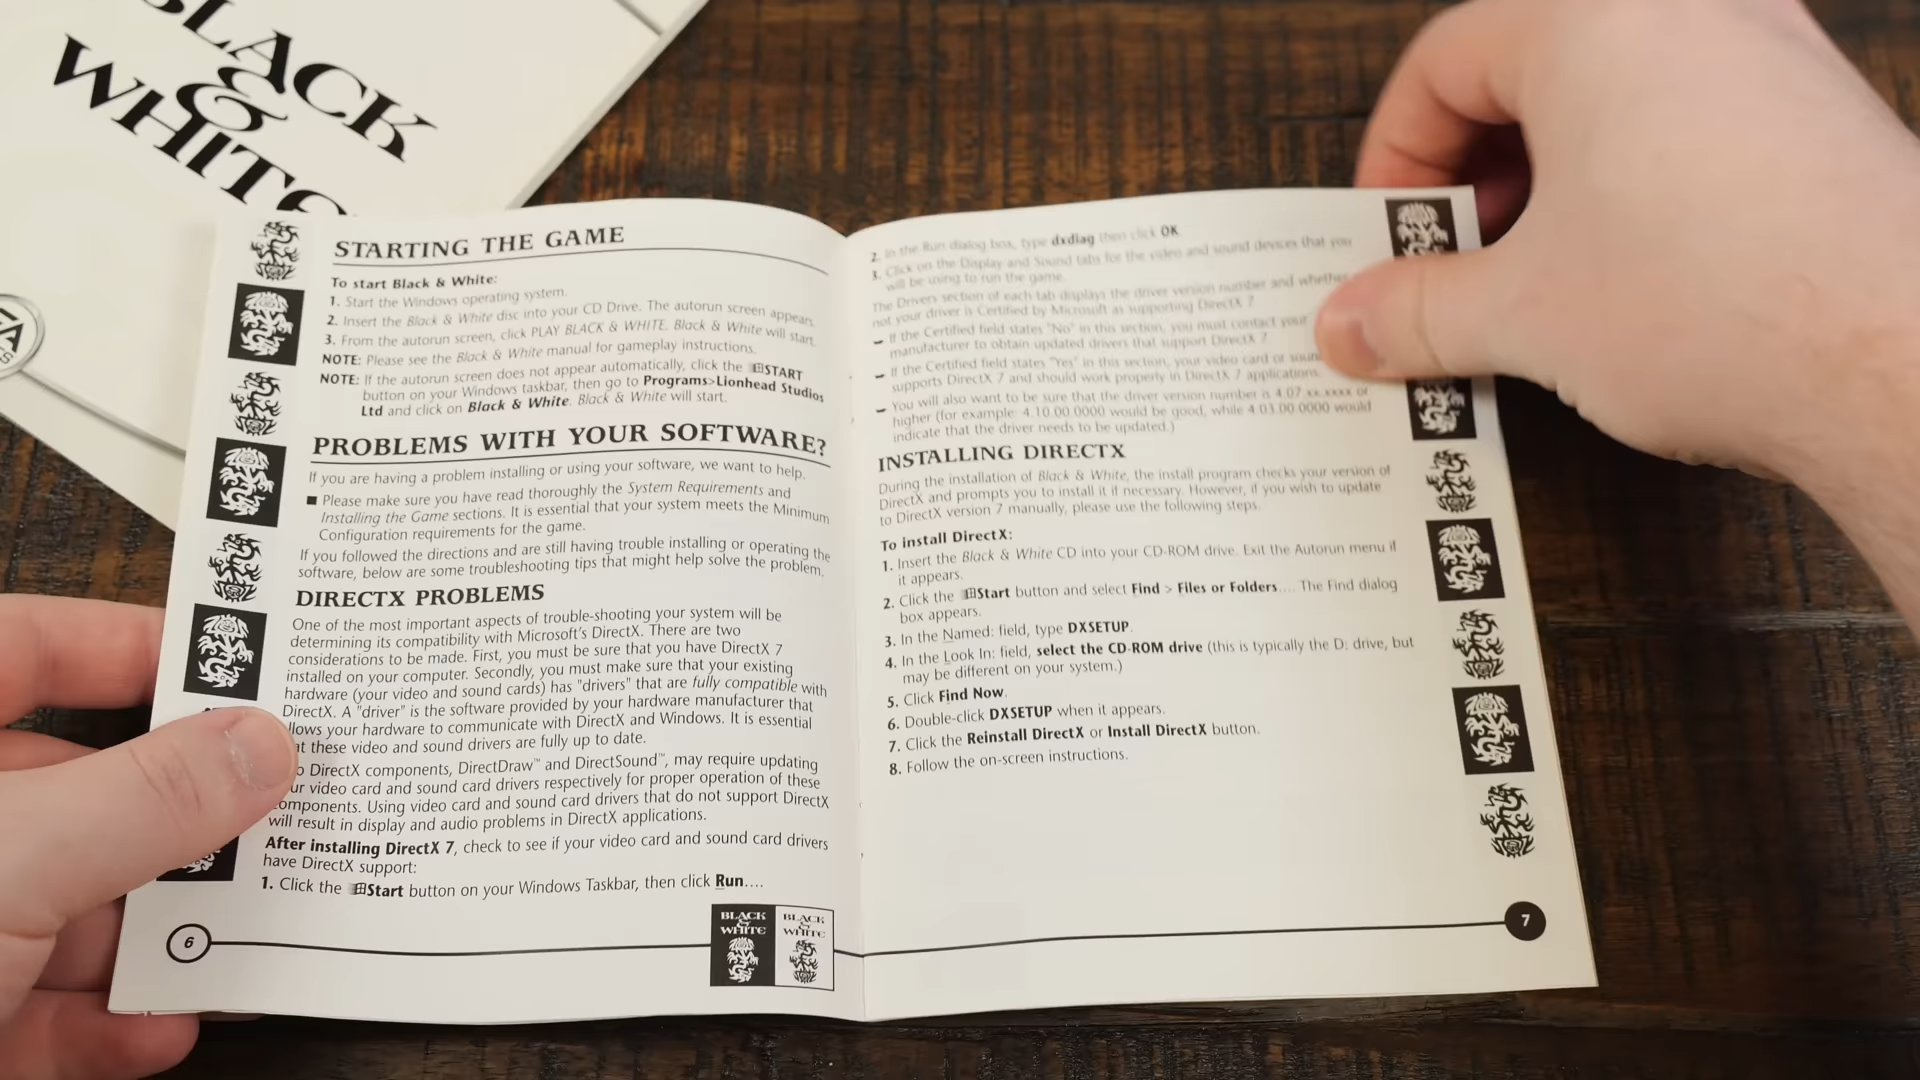 BLACK
&
WHITE
EA
STARTING THE GAME
To start Black & White:
1. Start the Windows operating system.
2. Insert the Black & White disc into your CD Drive. The autorun screen appears.
3. From the autorun screen, click PLAY BLACK & WHITE. Black & White will start.
NOTE: Please see the Black & White manual for gameplay instructions.
NOTE: If the autorun screen does not appear automatically, click the START
button on your Windows taskbar, then go to Programs>Lionhead Studios
Ltd and click on Black & White. Black & White will start.
PROBLEMS WITH YOUR SOFTWARE?
If you are having a problem installing or using your software, we want to help.
■ Please make sure you have read thoroughly the System Requirements and
Installing the Game sections. It is essential that your system meets the Minimum
Configuration requirements for the game.
If you followed the directions and are still having trouble installing or operating the
software, below are some troubleshooting tips that might help solve the problem.
DIRECTX PROBLEMS
One of the most important aspects of trouble-shooting your system will be
determining its compatibility with Microsoft's DirectX. There are two
considerations to be made. First, you must be sure that you have DirectX 7
installed on your computer. Secondly, you must make sure that your existing
hardware (your video and sound cards) has "drivers" that are fully compatible with
DirectX. A "driver" is the software provided by your hardware manufacturer that
llows your hardware to communicate with DirectX and Windows. It is essential
at these video and sound drivers are fully up to date.
o DirectX components, DirectDraw™ and DirectSound™, may require updating
ur video card and sound card drivers respectively for proper operation of these
omponents. Using video card and sound card drivers that do not support DirectX
will result in display and audio problems in DirectX applications.
After installing DirectX 7, check to see if your video card and sound card drivers
have DirectX support:
1. Click the Start button on your Windows Taskbar, then click Run....
6
BLACK
&
WHITE
BLACK
&
WHITE
2. In the Run dialog box, type dxdiag then click OK.
3. Click on the Display and Sound tabs for the video and sound devices that you
will be using to run the game.
The Drivers section of each tab displays the driver version number and whether
not your driver is Certified by Microsoft as supporting DirectX 7.
– If the Certified field states "No" in this section, you must contact your
manufacturer to obtain updated drivers that support DirectX 7.
– If the Certified field states "Yes" in this section, your video card or soun
supports DirectX 7 and should work properly in DirectX 7 applications.
– You will also want to be sure that the driver version number is 4.07.xx.xxxx or
higher (for example: 4.10.00.0000 would be good, while 4.03.00.0000 would
indicate that the driver needs to be updated.)
INSTALLING DIRECTX
During the installation of Black & White, the install program checks your version of
DirectX and prompts you to install it if necessary. However, if you wish to update
to DirectX version 7 manually, please use the following steps.
To install DirectX:
1. Insert the Black & White CD into your CD-ROM drive. Exit the Autorun menu if
it appears.
2. Click the Start button and select Find > Files or Folders.... The Find dialog
box appears.
3. In the Named: field, type DXSETUP.
4. In the Look In: field, select the CD-ROM drive (this is typically the D: drive, but
may be different on your system.)
5. Click Find Now.
6. Double-click DXSETUP when it appears.
7. Click the Reinstall DirectX or Install DirectX button.
8. Follow the on-screen instructions.
7